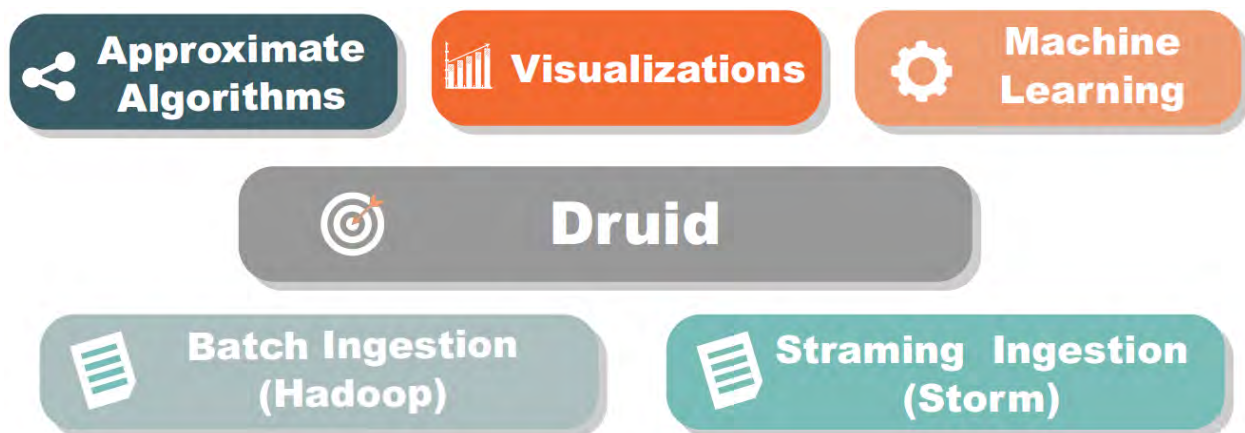 Approximate
Algorithms
Visualizations
Machine
Learning
Druid
Batch Ingestion
(Hadoop)
Straming Ingestion
(Storm)